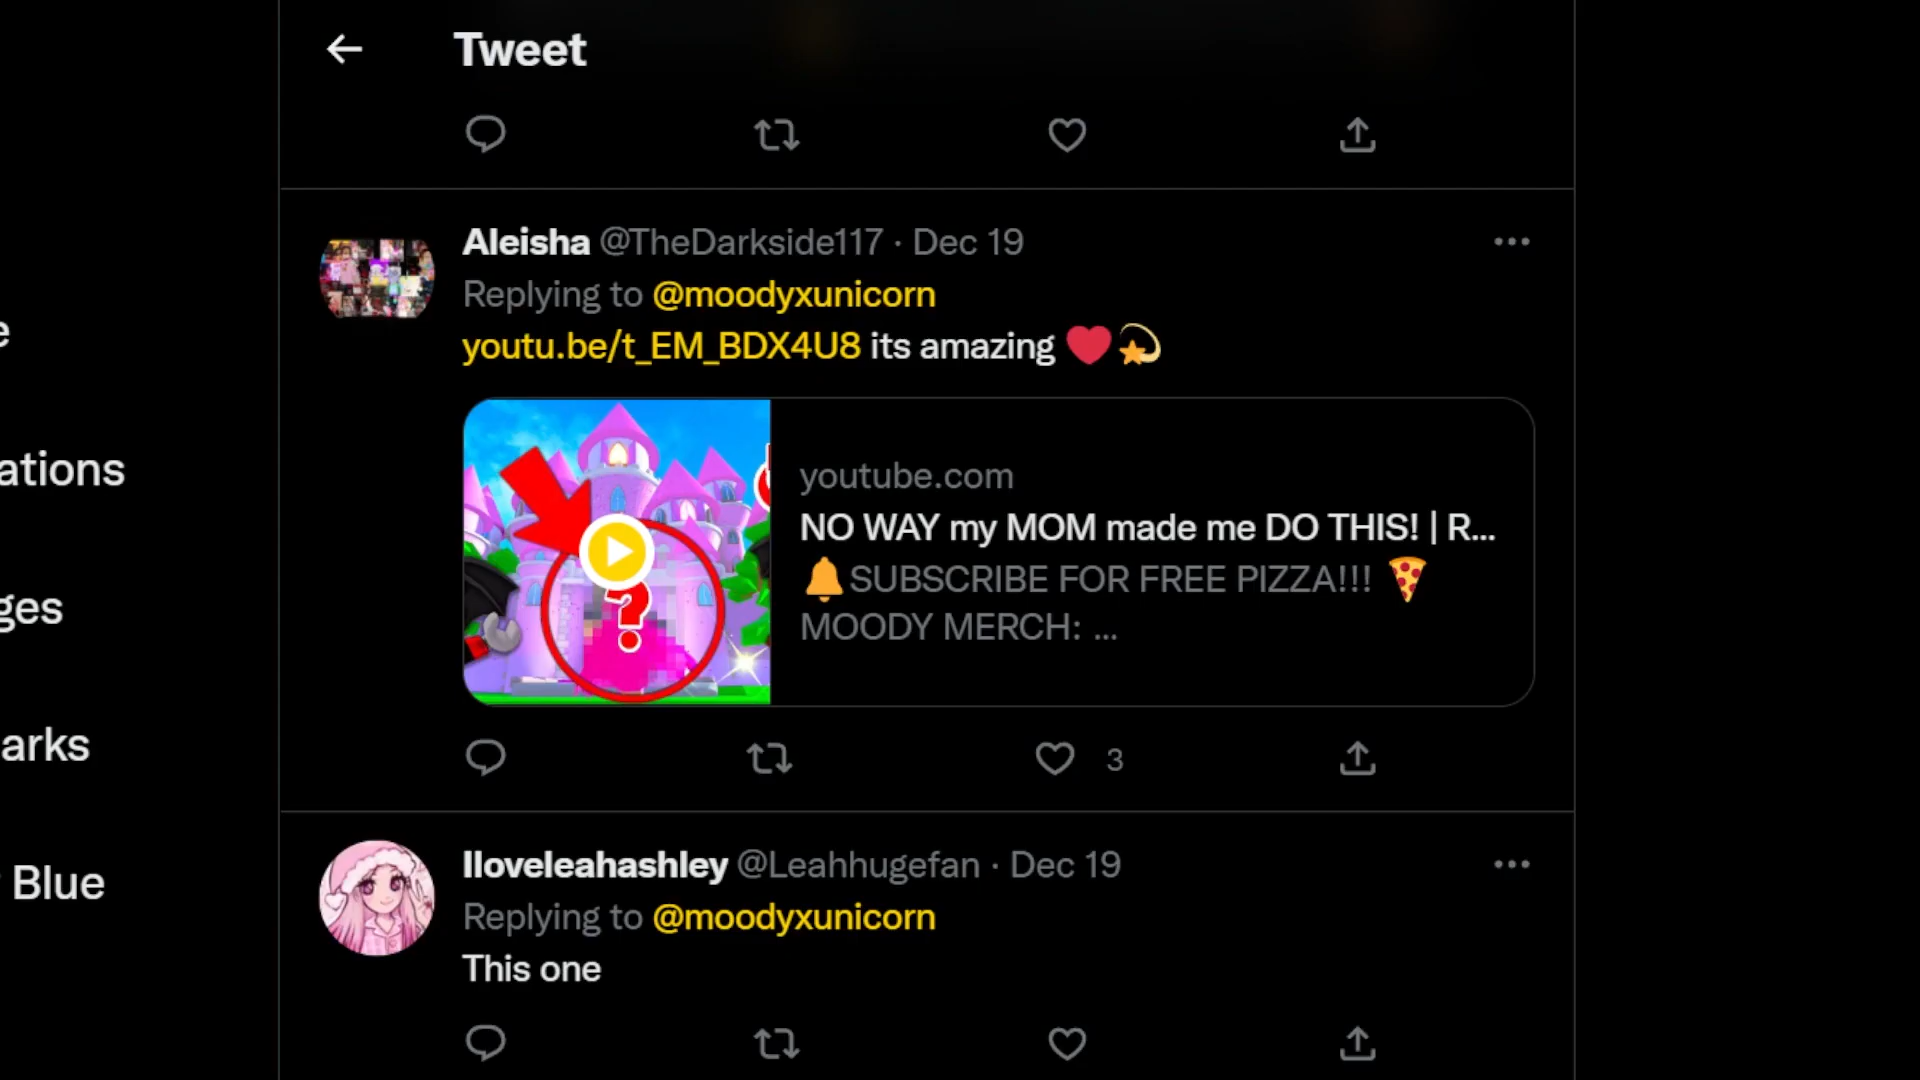 Tweet
Aleisha @TheDarkside117 · Dec 19
Replying to @moodyxunicorn
youtu.be/t_EM_BDX4U8 its amazing ❤️💫
youtube.com
NO WAY my MOM made me DO THIS! | R...
🔔SUBSCRIBE FOR FREE PIZZA!!! 🍕
MOODY MERCH: ...
?
3
Iloveleahashley @Leahhugefan · Dec 19
Replying to @moodyxunicorn
This one
e
ations
ges
arks
Blue